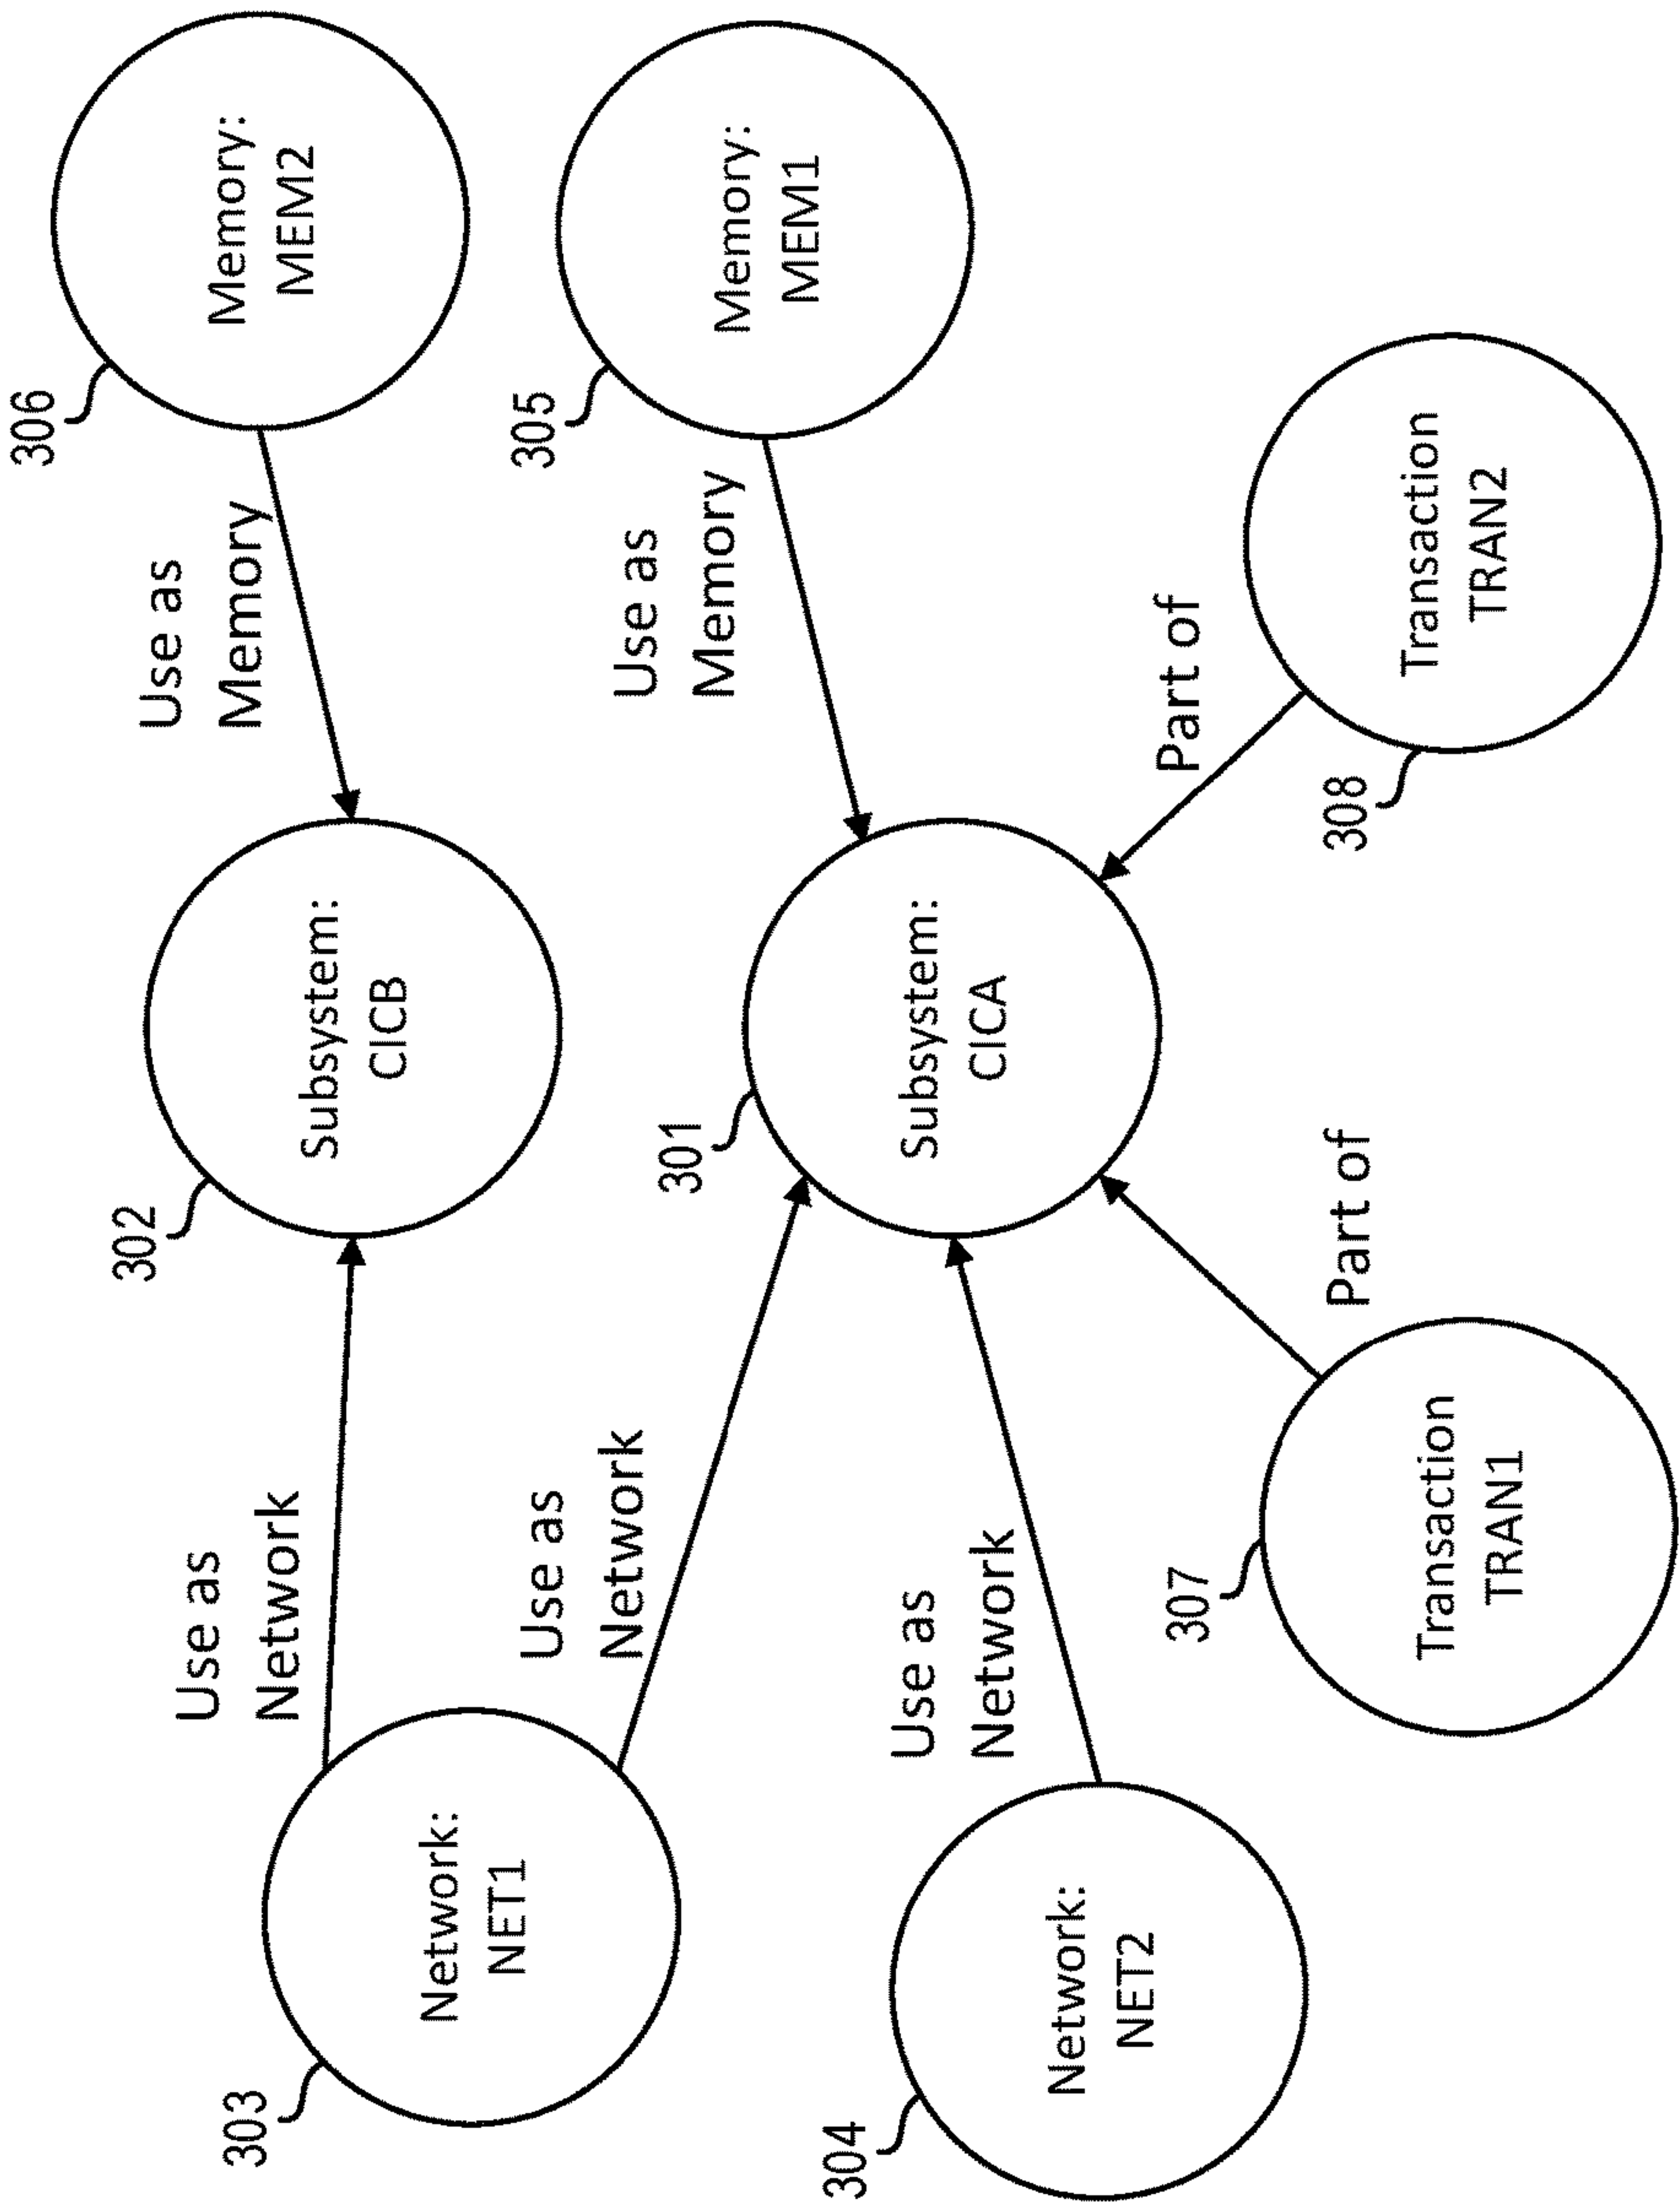 302
306
Use as
Network
Subsystem:
CICB
Use as
Memory
Memory:
MEM2
303
Network:
NET1
Use as
Network
301
305
Use as
Memory
Memory:
MEM1
304
Network:
NET2
Use as
Network
Subsystem:
CICA
307
Part of
Transaction
TRAN1
Part of
308
Transaction
TRAN2